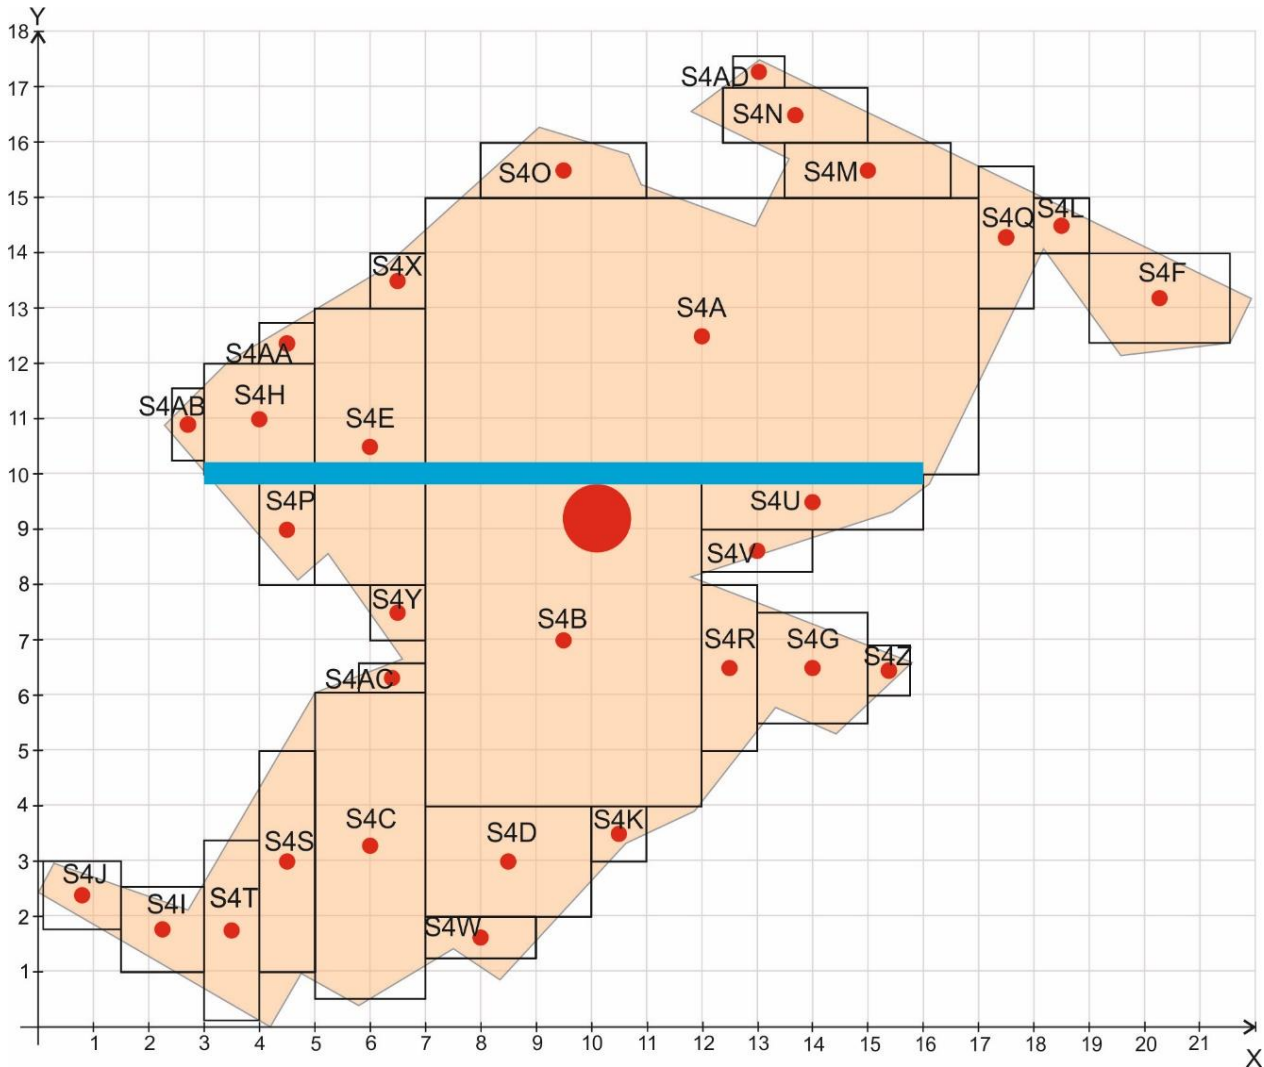 Y
18
17
16
15
14
13
12
11
10
9
8
7
6
5
4
3
2
1
S4AD
S4N
S4O
S4M
S4Q
S4L
S4X
S4F
S4A
S4AA
S4AB
S4H
S4E
S4P
S4U
S4V
S4Y
S4B
S4R
S4G
S4Z
S4AC
S4C
S4D
S4K
S4S
S4J
S4I
S4T
S4W
1 2 3 4 5 6 7 8 9 10 11 12 13 14 15 16 17 18 19 20 21
X